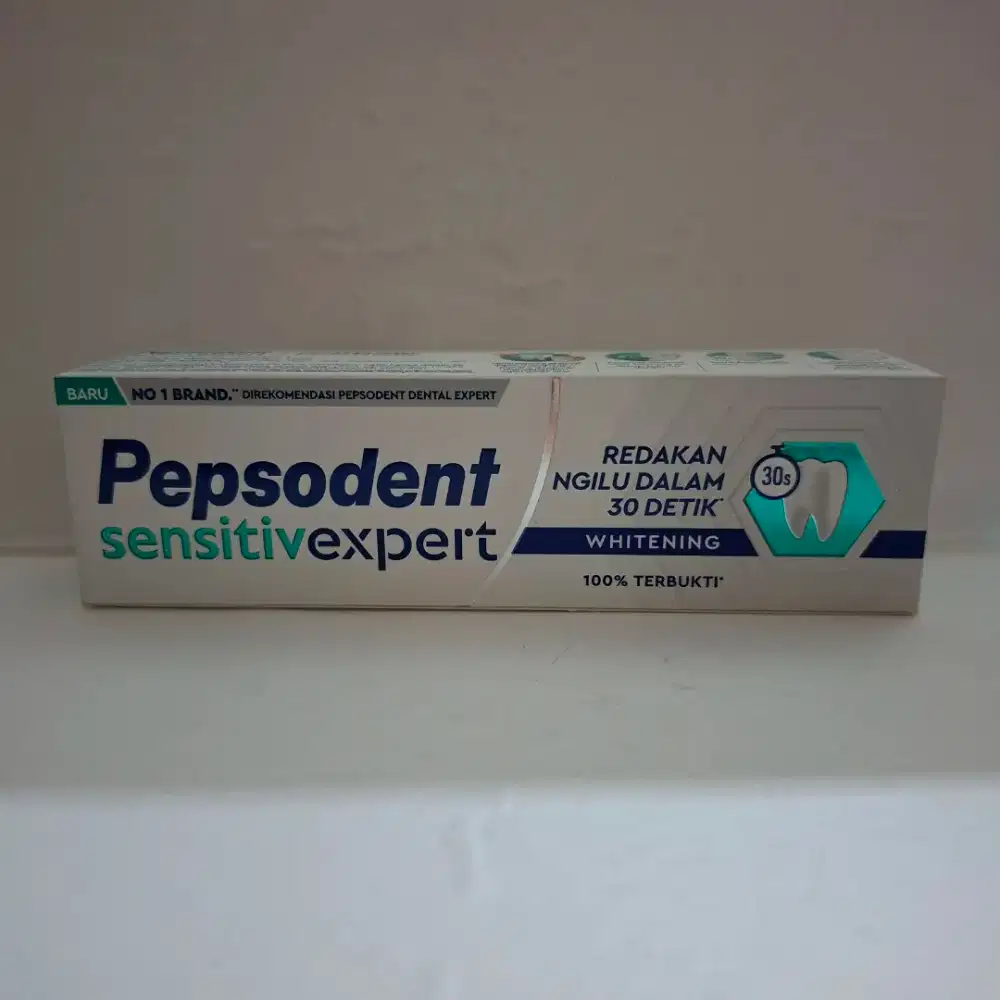 BARU
NO 1 BRAND.** DIREKOMENDASI PEPSODENT DENTAL EXPERT
Pepsodent
sensitivexpert
REDAKAN
NGILU DALAM
30 DETIK*
30s
WHITENING
100% TERBUKTI*